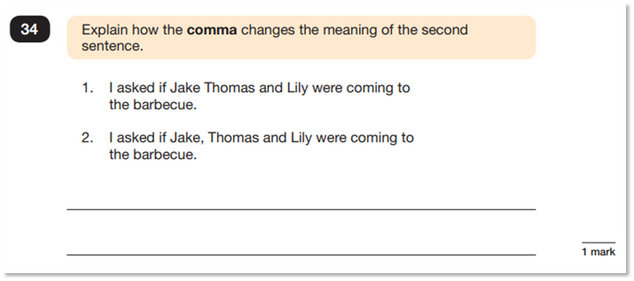 34
Explain how the comma changes the meaning of the second
sentence.
1. I asked if Jake Thomas and Lily were coming to
the barbecue.
2. I asked if Jake, Thomas and Lily were coming to
the barbecue.
1 mark